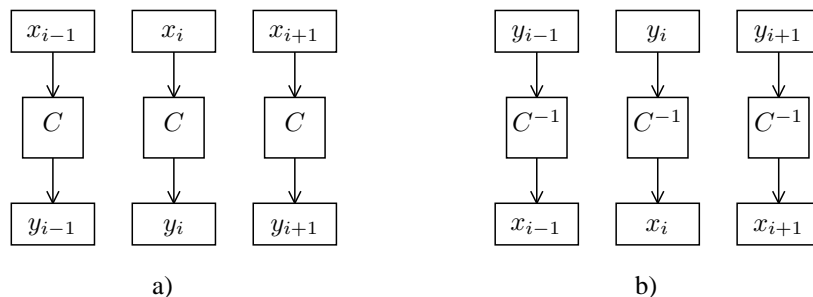 x_{i-1} x_i x_{i+1} y_{i-1} y_i y_{i+1}
C C C C^{-1} C^{-1} C^{-1}
y_{i-1} y_i y_{i+1} x_{i-1} x_i x_{i+1}
a) b)